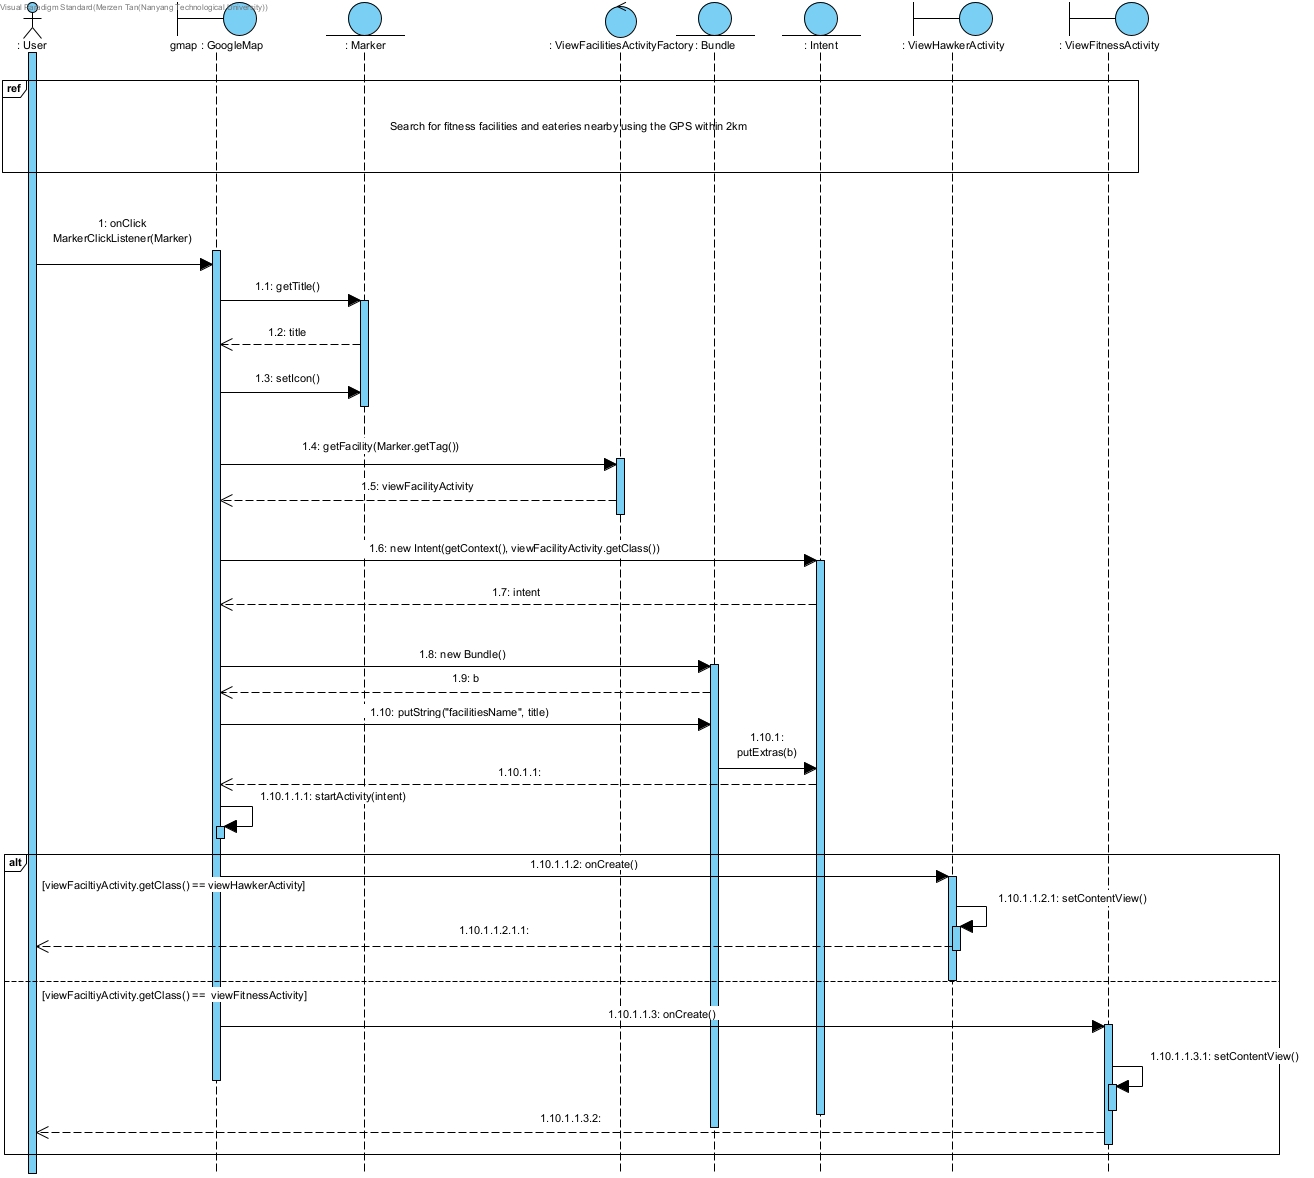 Visual Paradigm Standard(Merzen Tan(Nanyang Technological University))
: User
gmap : GoogleMap
: Marker
: ViewFacilitiesActivityFactory
: Bundle
: Intent
: ViewHawkerActivity
: ViewFitnessActivity
ref
Search for fitness facilities and eateries nearby using the GPS within 2km
1: onClick
MarkerClickListener(Marker)
1.1: getTitle()
1.2: title
1.3: setIcon()
1.4: getFacility(Marker.getTag())
1.5: viewFacilityActivity
1.6: new Intent(getContext(), viewFacilityActivity.getClass())
1.7: intent
1.8: new Bundle()
1.9: b
1.10: putString("facilitiesName", title)
1.10.1:
putExtras(b)
1.10.1.1:
1.10.1.1.1: startActivity(intent)
alt
1.10.1.1.2: onCreate()
[viewFaciltiyActivity.getClass() == viewHawkerActivity]
1.10.1.1.2.1: setContentView()
1.10.1.1.2.1.1:
[viewFaciltiyActivity.getClass() ==  viewFitnessActivity]
1.10.1.1.3: onCreate()
1.10.1.1.3.1: setContentView()
1.10.1.1.3.2: